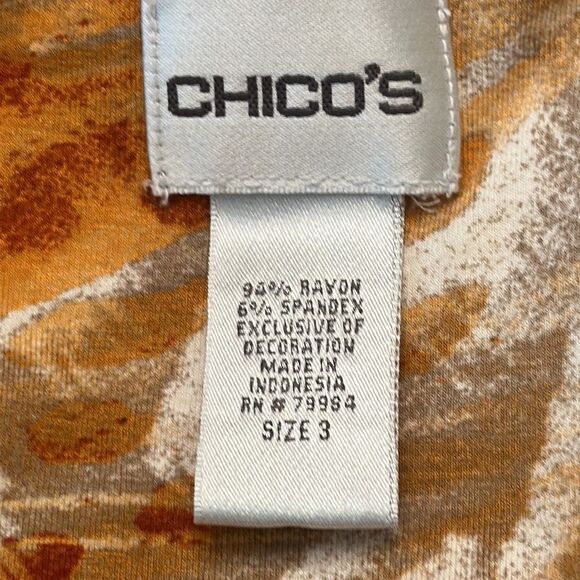 CHICO'S
94% RAYON
6% SPANDEX
EXCLUSIVE OF
DECORATION
MADE IN
INDONESIA
RN # 79984
SIZE 3